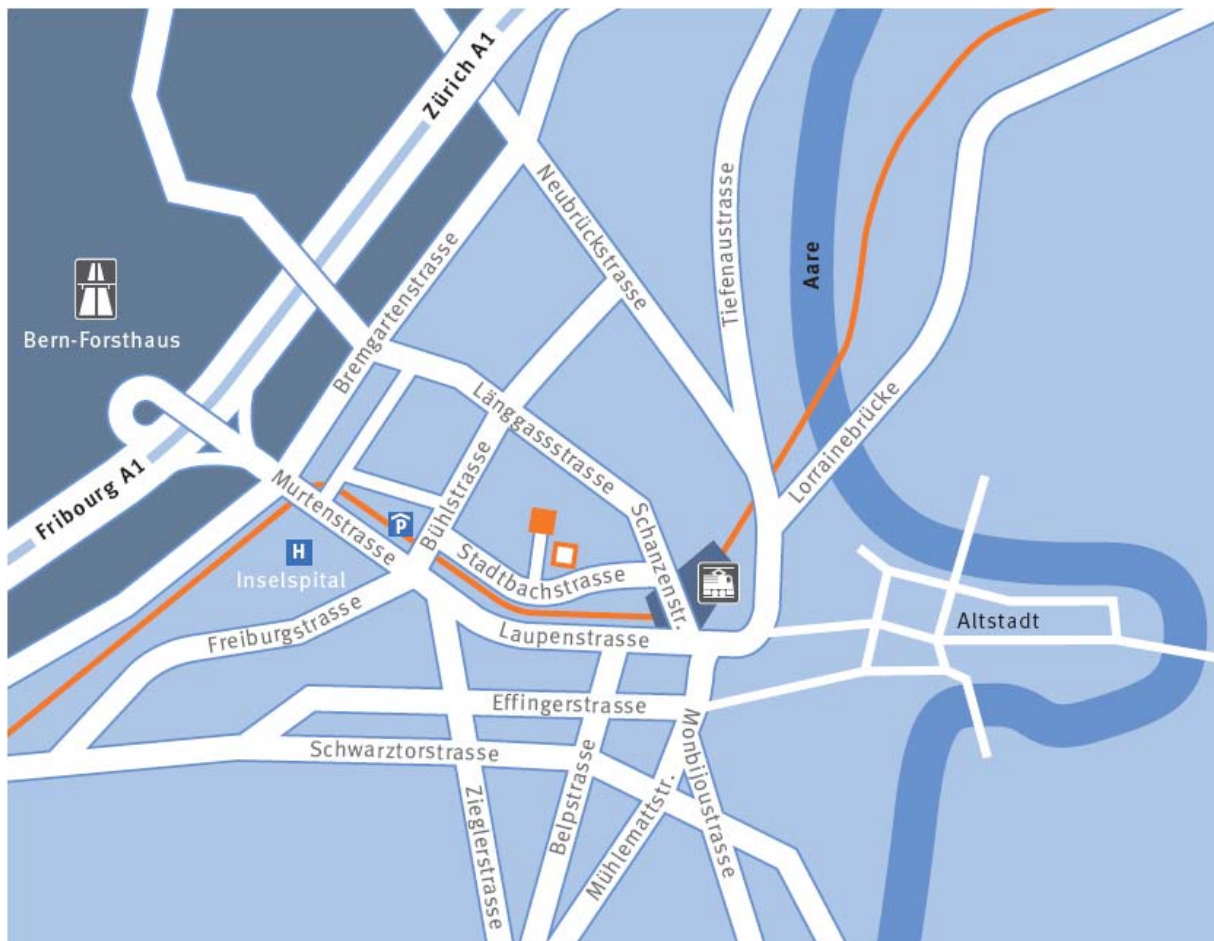 Zürich A1
Neubrückstrasse
Tiefenaustrasse
Aare
Bern-Forsthaus
Bremgartenstrasse
Länggassstrasse
Lorrainebrücke
Fribourg A1
Murtenstrasse
Bühlstrasse
P
H
Inselspital
Stadtbachstrasse
Schanzenstr.
Freiburgstrasse
Laupenstrasse
Altstadt
Effingerstrasse
Schwarztorstrasse
Monbijoustrasse
Zieglerstrasse
Belpstrasse
Mühlemattstr.